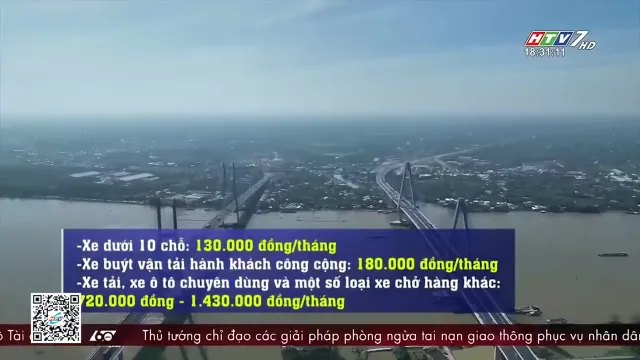 HTV7 HD
18:31:11
-Xe dưới 10 chỗ: 130.000 đồng/tháng
-Xe buýt vận tải hành khách công cộng: 180.000 đồng/tháng
-Xe tải, xe ô tô chuyên dùng và một số loại xe chở hàng khác:
720.000 đồng - 1.430.000 đồng/tháng
ô Tài
60
Thủ tướng chỉ đạo các giải pháp phòng ngừa tai nạn giao thông phục vụ nhân dâ